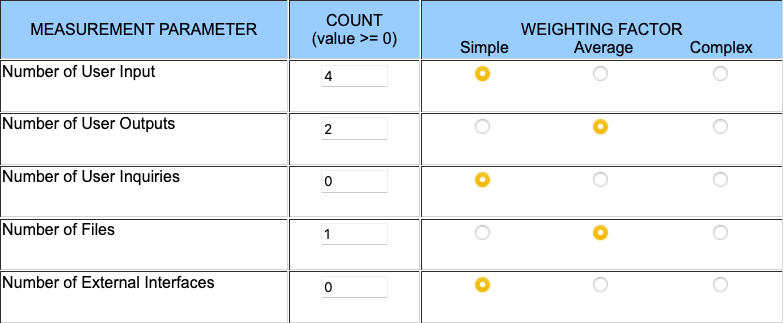 MEASUREMENT PARAMETER
COUNT
(value >= 0)
WEIGHTING FACTOR
Simple Average Complex
Number of User Input 4
Number of User Outputs 2
Number of User Inquiries 0
Number of Files 1
Number of External Interfaces 0